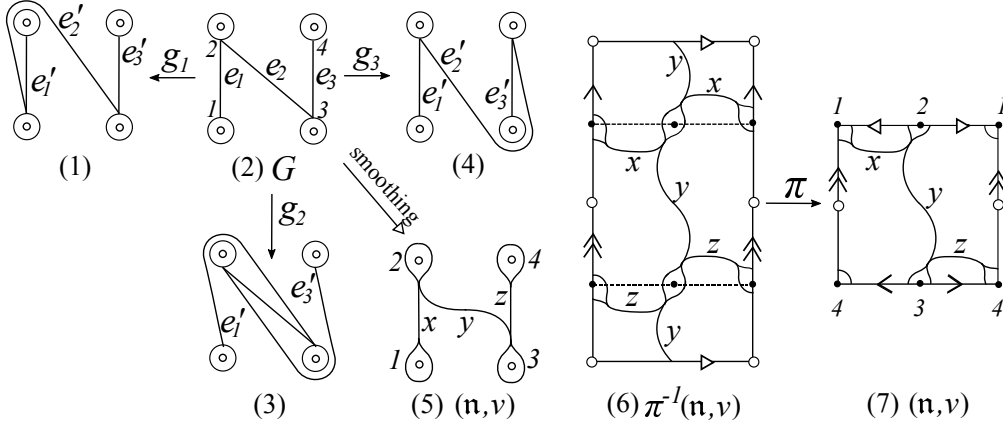 e₂′ e₁′ e₃′
(1)
g₁
2 4 e₁ e₂ e₃ 1 3
(2) G
g₃
e₂′ e₁′ e₃′
(4)
g₂
smoothing
e₁′ e₃′
(3)
2 4 x y z 1 3
(5) (n,ν)
y x x y z z y
(6) π⁻¹(n,ν)
π
1 2 1
x y z
4 3 4
(7) (n,ν)